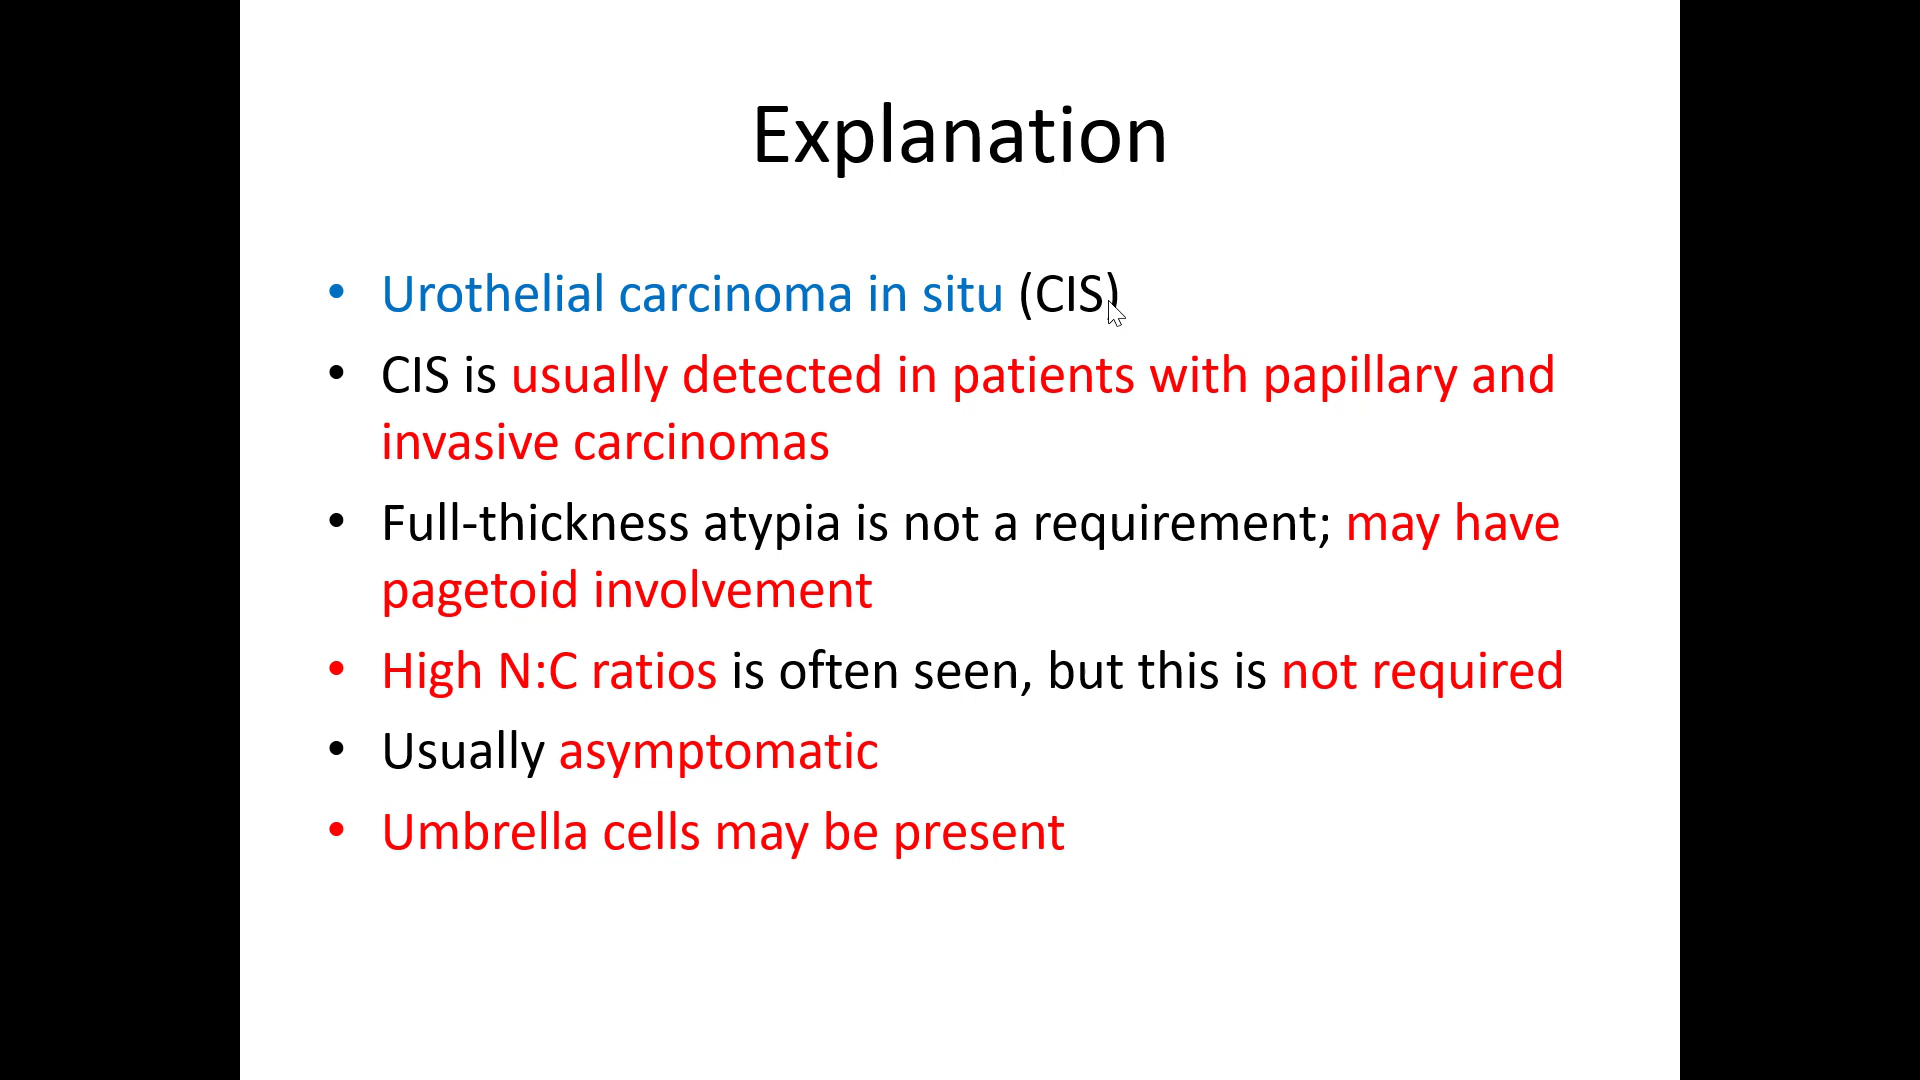 Explanation
• Urothelial carcinoma in situ (CIS)
• CIS is usually detected in patients with papillary and
invasive carcinomas
• Full-thickness atypia is not a requirement; may have
pagetoid involvement
• High N:C ratios is often seen, but this is not required
• Usually asymptomatic
• Umbrella cells may be present